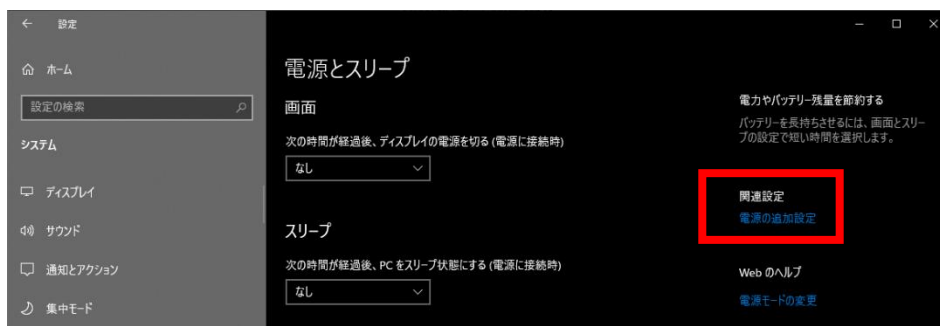 設定
ホーム
設定の検索
システム
ディスプレイ
サウンド
通知とアクション
集中モード
電源とスリープ
画面
次の時間が経過後、ディスプレイの電源を切る (電源に接続時)
なし
スリープ
次の時間が経過後、PC をスリープ状態にする (電源に接続時)
なし
電力やバッテリー残量を節約する
バッテリーを長持ちさせるには、画面とスリー
プの設定で短い時間を選択します。
関連設定
電源の追加設定
Web のヘルプ
電源モードの変更